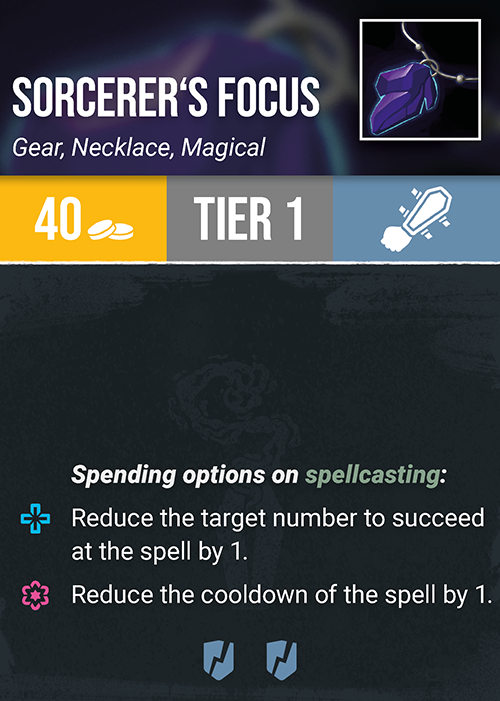 SORCERER‘S FOCUS
Gear, Necklace, Magical
40 TIER 1
Spending options on spellcasting:
Reduce the target number to succeed
at the spell by 1.
Reduce the cooldown of the spell by 1.